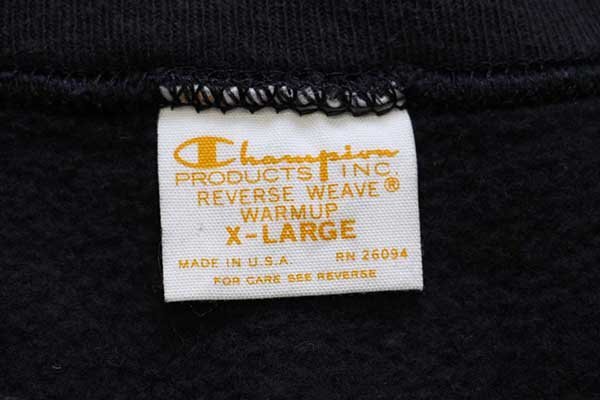 Champion
PRODUCTS INC.
REVERSE WEAVE®
WARMUP
X-LARGE
MADE IN U.S.A. RN 26094
FOR CARE SEE REVERSE